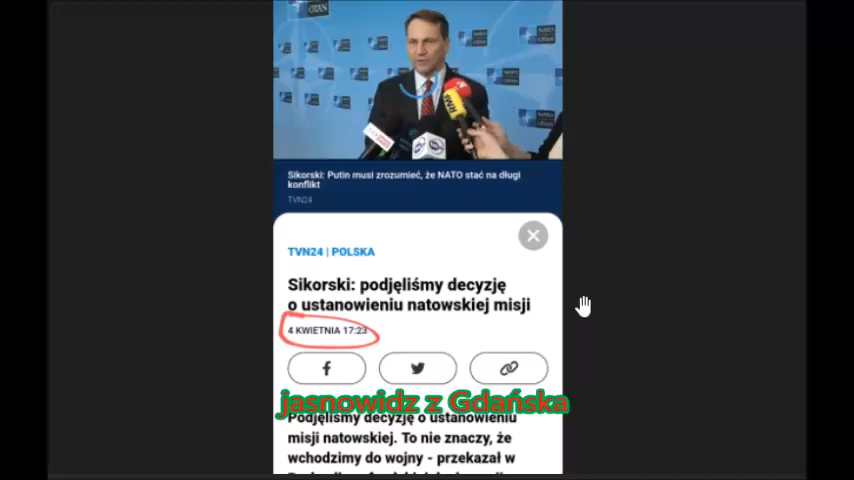 Sikorski: Putin musi zrozumieć, że NATO stać na długi
konflikt
TVN24
TVN24 | POLSKA
Sikorski: podjęliśmy decyzję
o ustanowieniu natowskiej misji
4 KWIETNIA 17:23
jasnowidz z Gdańska
Podjęliśmy decyzję o ustanowieniu
misji natowskiej. To nie znaczy, że
wchodzimy do wojny - przekazał w